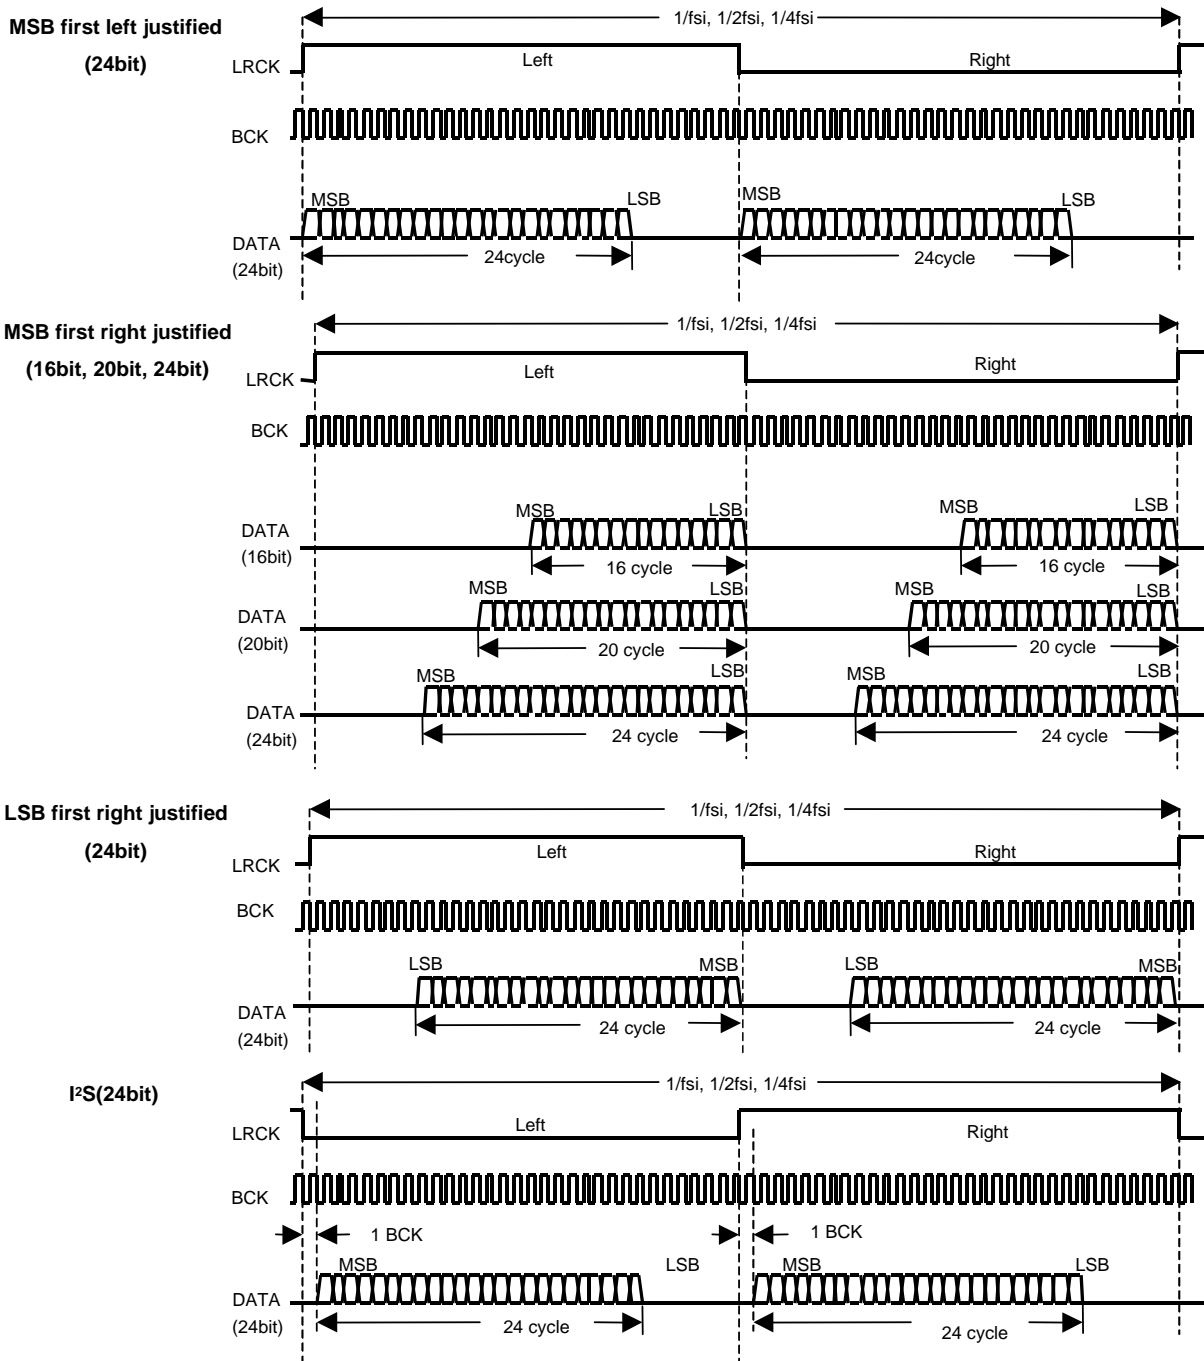 MSB first left justified
(24bit)
1/fsi, 1/2fsi, 1/4fsi
LRCK
Left
Right
BCK
MSB
LSB
MSB
LSB
DATA
(24bit)
24cycle
24cycle
MSB first right justified
(16bit, 20bit, 24bit)
1/fsi, 1/2fsi, 1/4fsi
LRCK
Left
Right
BCK
MSB
LSB
MSB
LSB
DATA
(16bit)
16 cycle
16 cycle
MSB
LSB
MSB
LSB
DATA
(20bit)
20 cycle
20 cycle
MSB
LSB
MSB
LSB
DATA
(24bit)
24 cycle
24 cycle
LSB first right justified
(24bit)
1/fsi, 1/2fsi, 1/4fsi
LRCK
Left
Right
BCK
LSB
MSB
LSB
MSB
DATA
(24bit)
24 cycle
24 cycle
I²S(24bit)
1/fsi, 1/2fsi, 1/4fsi
LRCK
Left
Right
BCK
1 BCK
1 BCK
MSB
LSB
MSB
LSB
DATA
(24bit)
24 cycle
24 cycle